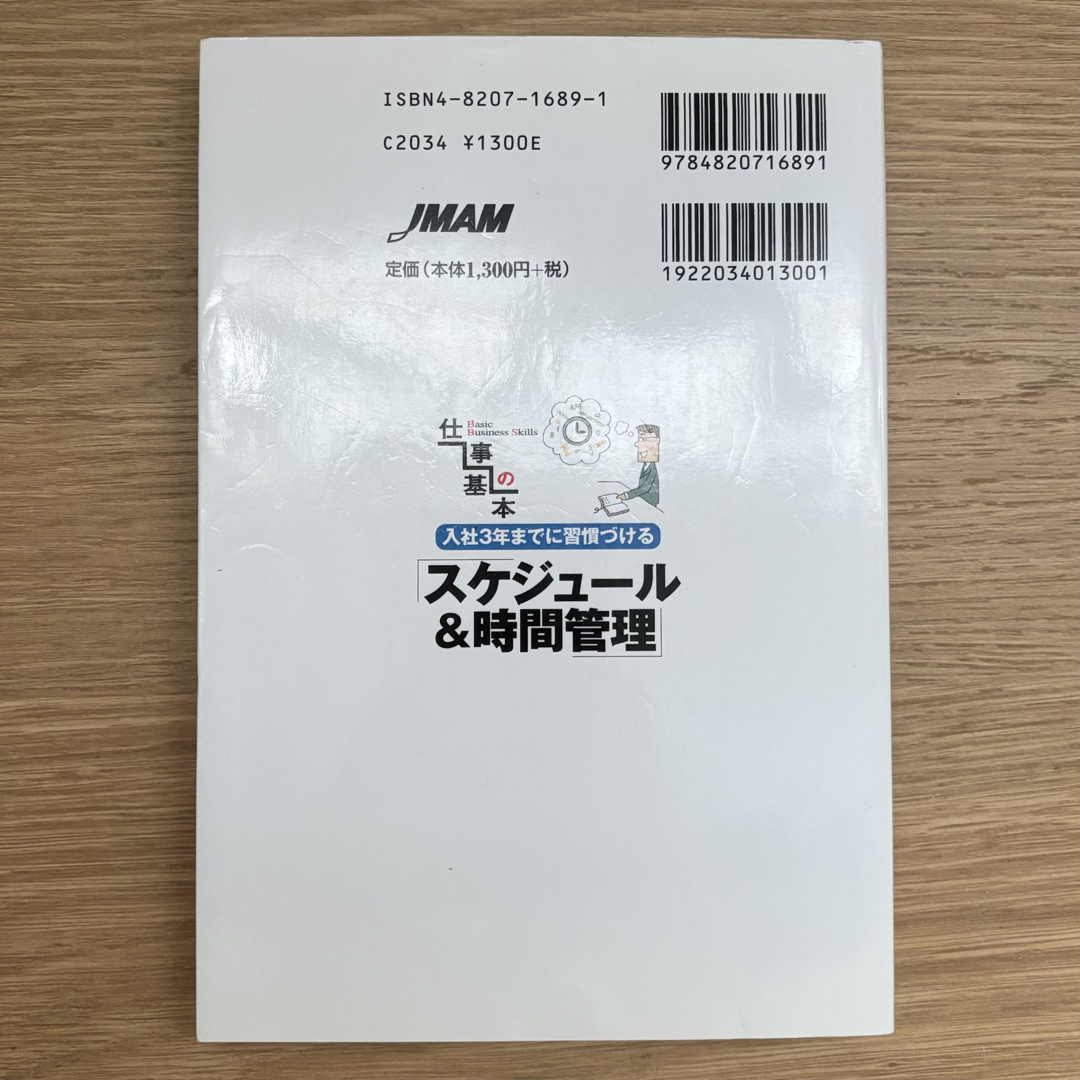 ISBN4-8207-1689-1
C2034 ¥1300E
9784820716891
JMAM
定価(本体1,300円+税)
1922034013001
仕事の基本
Basic
Business Skills
入社3年までに習慣づける
「スケジュール
&時間管理」